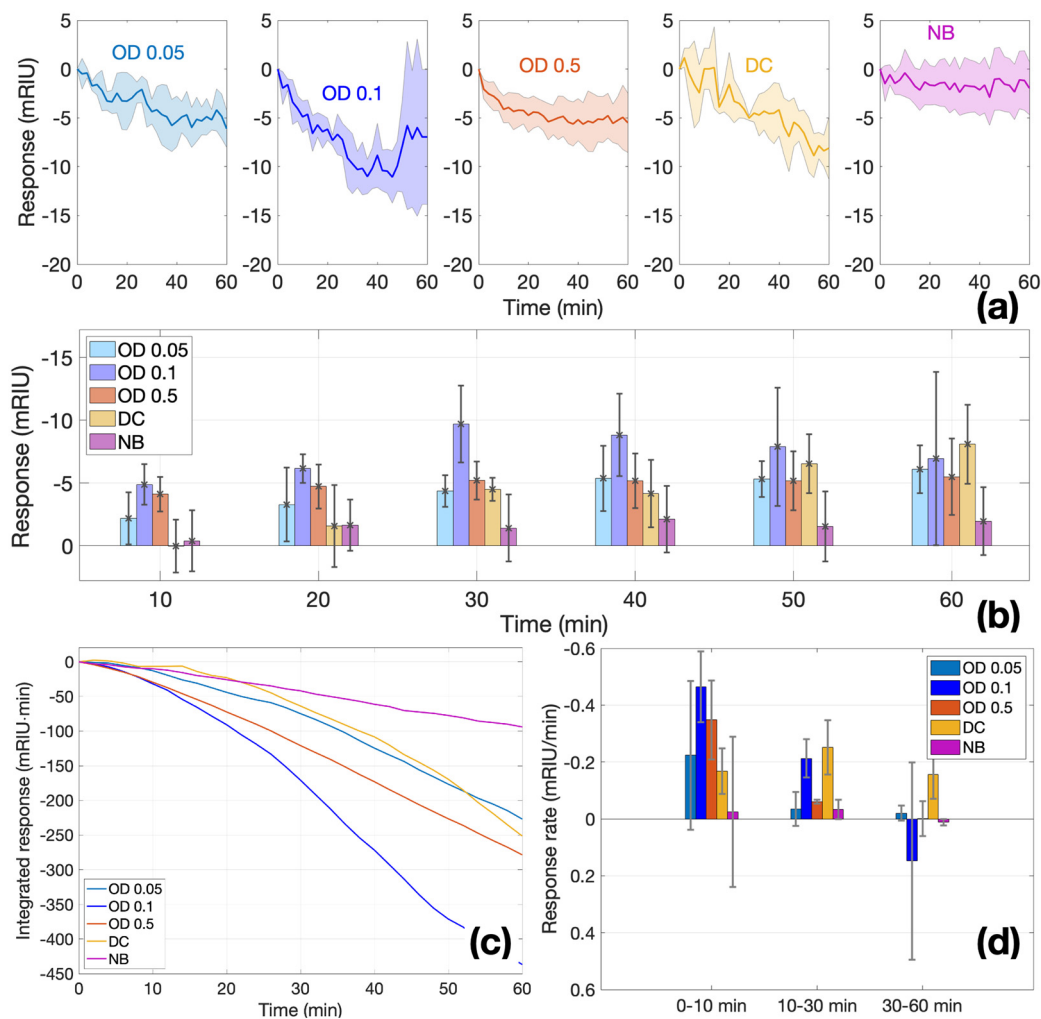 5 5 5 5 5
OD 0.05 OD 0.1 OD 0.5 DC NB
0 0 0 0 0
-5 -5 -5 -5 -5
-10 -10 -10 -10 -10
-15 -15 -15 -15 -15
-20 -20 -20 -20 -20
0 20 40 60 0 20 40 60 0 20 40 60 0 20 40 60 0 20 40 60
Response (mRIU)
Time (min)
(a)
OD 0.05
OD 0.1
OD 0.5
DC
NB
-15
-10
-5
0
Response (mRIU)
10 20 30 40 50 60
Time (min)
(b)
0
-50
-100
-150
-200
-250
-300
-350
-400
-450
Integrated response (mRIU·min)
OD 0.05
OD 0.1
OD 0.5
DC
NB
(c)
0 10 20 30 40 50 60
Time (min)
-0.6
-0.4
-0.2
0
0.2
0.4
0.6
Response rate (mRIU/min)
OD 0.05
OD 0.1
OD 0.5
DC
NB
(d)
0-10 min 10-30 min 30-60 min